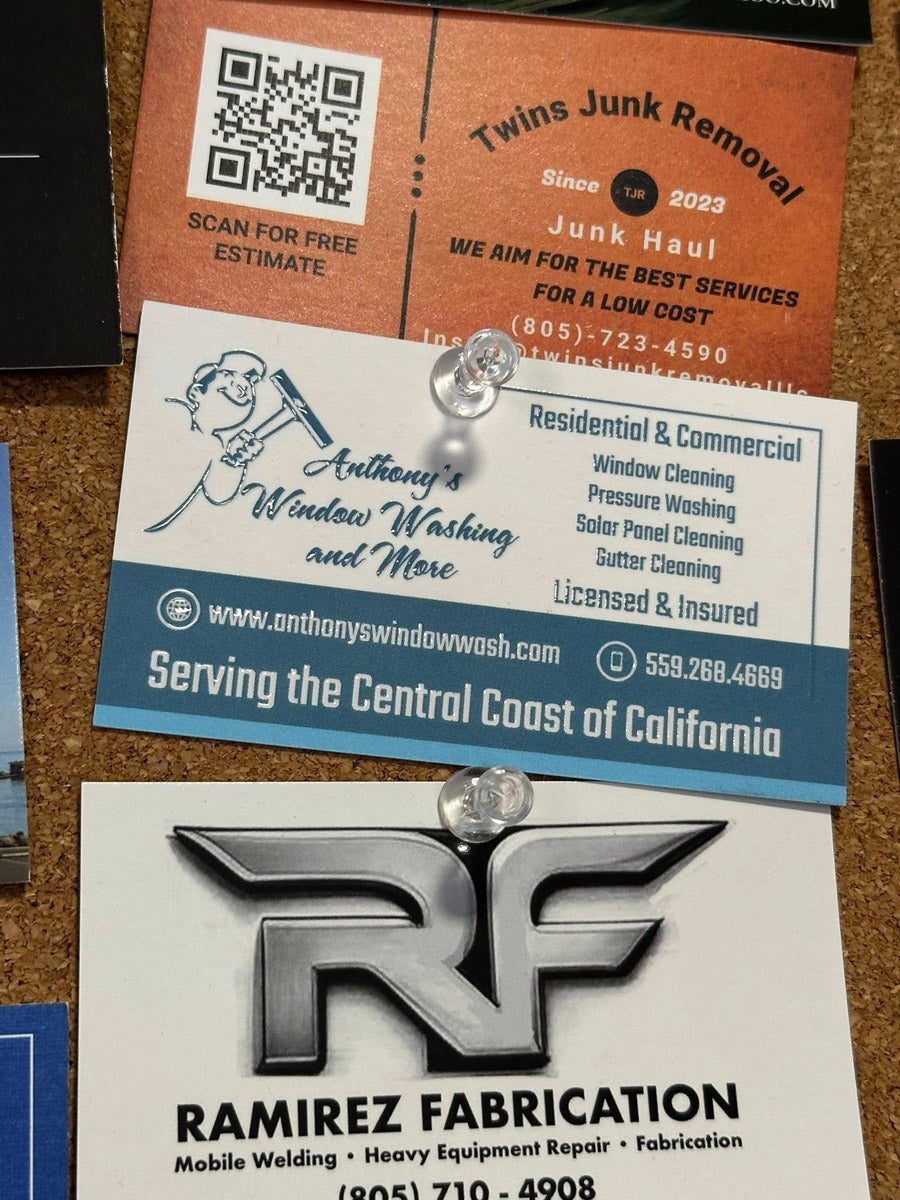 SCAN FOR FREE
ESTIMATE
Twins Junk Removal
Since TJR 2023
Junk Haul
WE AIM FOR THE BEST SERVICES
FOR A LOW COST
(805)-723-4590
Anthony's
Window Washing
and More
Residential & Commercial
Window Cleaning
Pressure Washing
Solar Panel Cleaning
Gutter Cleaning
Licensed & Insured
www.anthonyswindowwash.com
559.268.4669
Serving the Central Coast of California
RF
RAMIREZ FABRICATION
Mobile Welding • Heavy Equipment Repair • Fabrication
(805) 710 - 4908